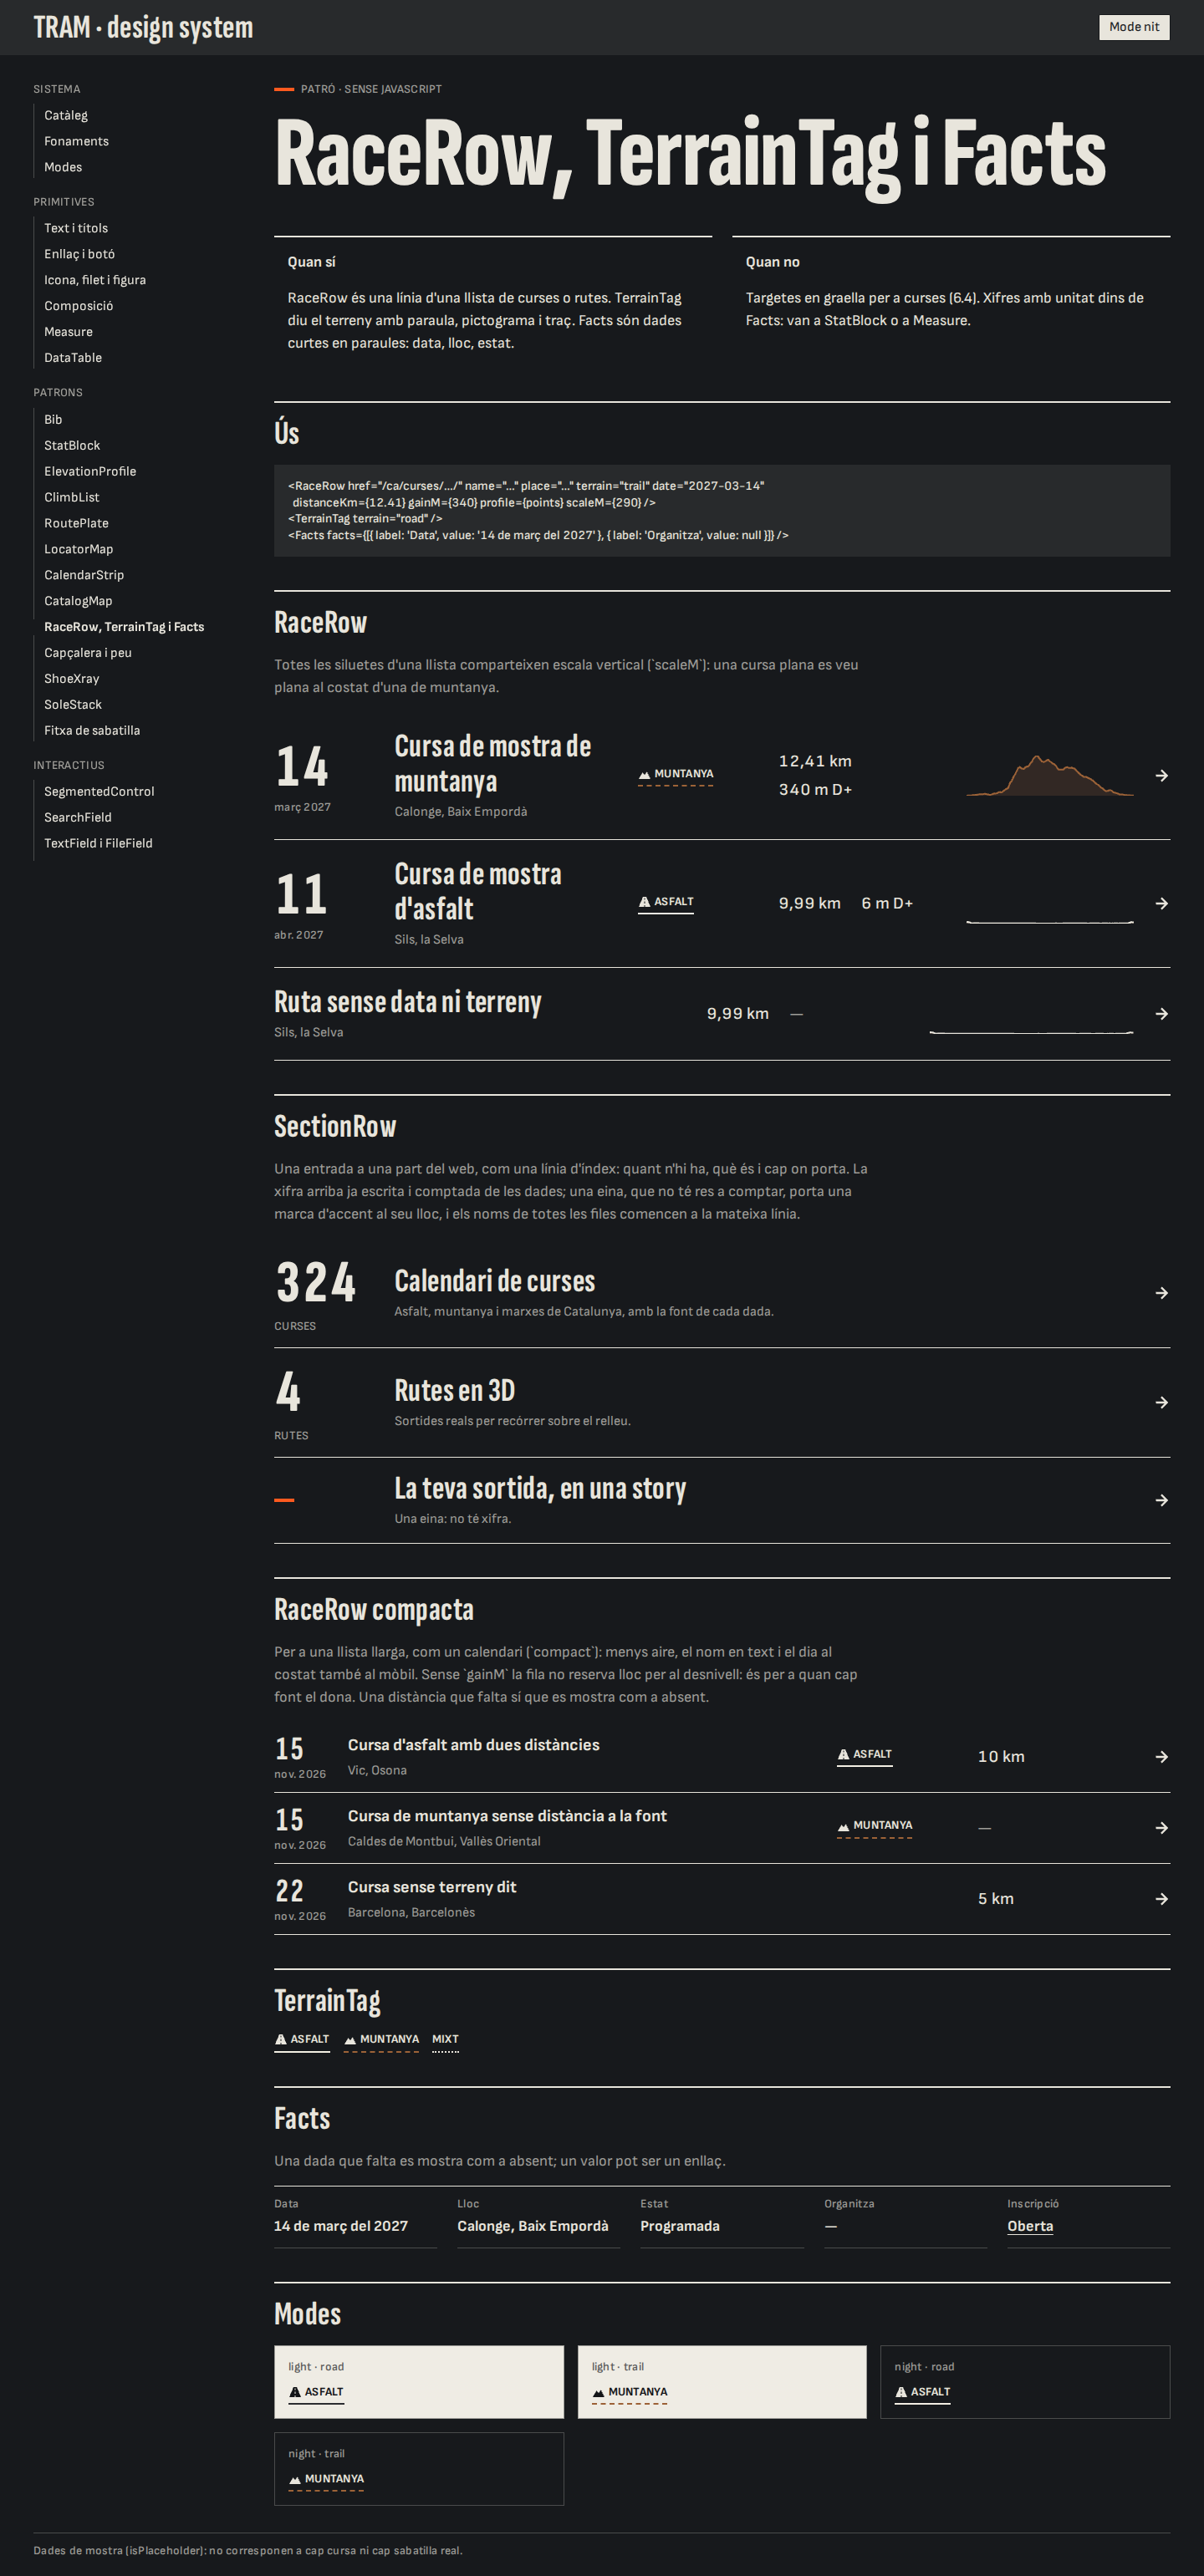 TRAM · design system
Mode nit
SISTEMA
Catàleg
Fonaments
Modes
PRIMITIVES
Text i títols
Enllaç i botó
Icona, filet i figura
Composició
Measure
DataTable
PATRONS
Bib
StatBlock
ElevationProfile
ClimbList
RoutePlate
LocatorMap
CalendarStrip
CatalogMap
RaceRow, TerrainTag i Facts
Capçalera i peu
ShoeXray
SoleStack
Fitxa de sabatilla
INTERACTIUS
SegmentedControl
SearchField
TextField i FileField
PATRÓ · SENSE JAVASCRIPT
RaceRow, TerrainTag i Facts
Quan sí
RaceRow és una línia d'una llista de curses o rutes. TerrainTag
diu el terreny amb paraula, pictograma i traç. Facts són dades
curtes en paraules: data, lloc, estat.
Quan no
Targetes en graella per a curses (6.4). Xifres amb unitat dins de
Facts: van a StatBlock o a Measure.
Ús
<RaceRow href="/ca/curses/…/" name="…" place="…" terrain="trail" date="2027-03-14"
distanceKm={12.41} gainM={340} profile={points} scaleM={290} />
<TerrainTag terrain="road" />
<Facts facts={[{ label: 'Data', value: '14 de març del 2027' }, { label: 'Organitza', value: null }]} />
RaceRow
Totes les siluetes d'una llista comparteixen escala vertical (`scaleM`): una cursa plana es veu
plana al costat d'una de muntanya.
14
març 2027
Cursa de mostra de
muntanya
Calonge, Baix Empordà
MUNTANYA
12,41 km
340 m D+
11
abr. 2027
Cursa de mostra
d'asfalt
Sils, la Selva
ASFALT
9,99 km 6 m D+
Ruta sense data ni terreny
Sils, la Selva
9,99 km —
SectionRow
Una entrada a una part del web, com una línia d'índex: quant n'hi ha, què és i cap on porta. La
xifra arriba ja escrita i comptada de les dades; una eina, que no té res a comptar, porta una
marca d'accent al seu lloc, i els noms de totes les files comencen a la mateixa línia.
324
CURSES
Calendari de curses
Asfalt, muntanya i marxes de Catalunya, amb la font de cada dada.
4
RUTES
Rutes en 3D
Sortides reals per recórrer sobre el relleu.
La teva sortida, en una story
Una eina: no té xifra.
RaceRow compacta
Per a una llista llarga, com un calendari (`compact`): menys aire, el nom en text i el dia al
costat també al mòbil. Sense `gainM` la fila no reserva lloc per al desnivell: és per a quan cap
font el dona. Una distància que falta sí que es mostra com a absent.
15
nov. 2026
Cursa d'asfalt amb dues distàncies
Vic, Osona
ASFALT
10 km
15
nov. 2026
Cursa de muntanya sense distància a la font
Caldes de Montbui, Vallès Oriental
MUNTANYA
—
22
nov. 2026
Cursa sense terreny dit
Barcelona, Barcelonès
5 km
TerrainTag
ASFALT MUNTANYA MIXT
Facts
Una dada que falta es mostra com a absent; un valor pot ser un enllaç.
Data
14 de març del 2027
Lloc
Calonge, Baix Empordà
Estat
Programada
Organitza
—
Inscripció
Oberta
Modes
light · road
ASFALT
light · trail
MUNTANYA
night · road
ASFALT
night · trail
MUNTANYA
Dades de mostra (isPlaceholder): no corresponen a cap cursa ni cap sabatilla real.